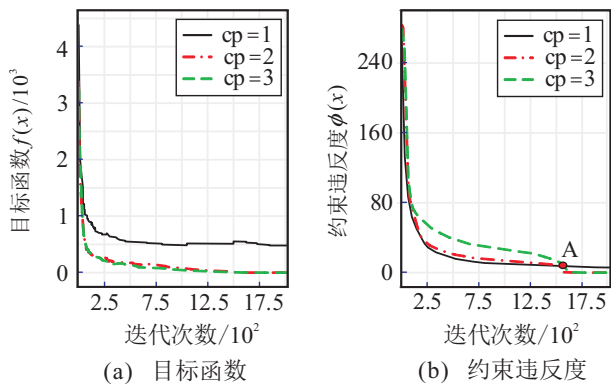 目标函数f(x)/10³
4
3
2
1
0
cp=1
cp=2
cp=3
2.5 7.5 12.5 17.5
迭代次数/10²
(a) 目标函数
约束违反度ϕ(x)
240
160
80
0
cp=1
cp=2
cp=3
A
2.5 7.5 12.5 17.5
迭代次数/10²
(b) 约束违反度